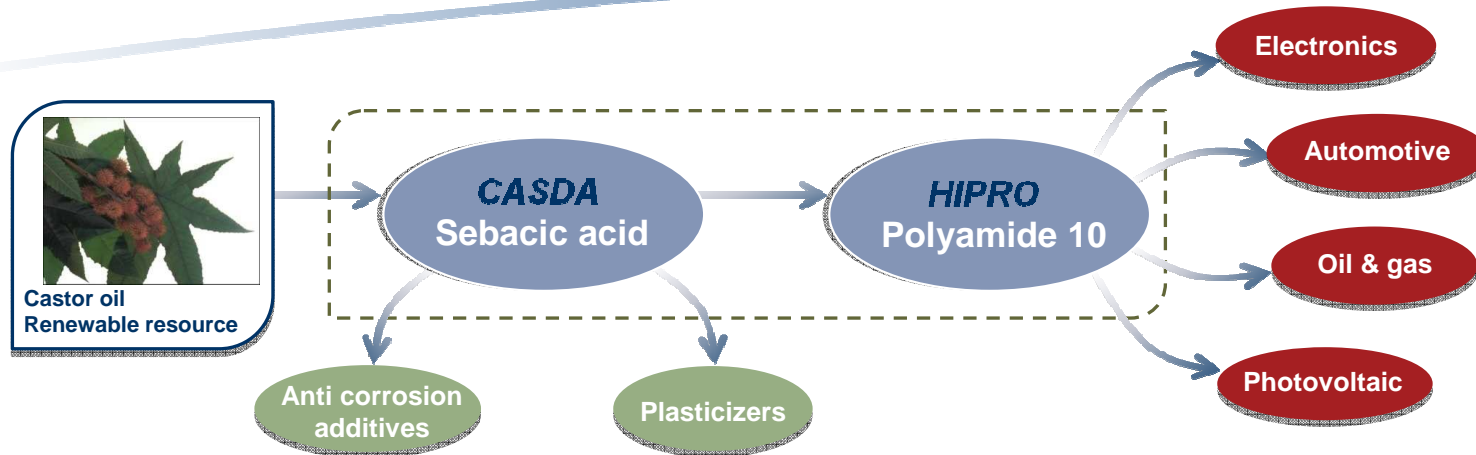 Castor oil
Renewable resource
CASDA
Sebacic acid
Anti corrosion
additives
Plasticizers
HIPRO
Polyamide 10
Electronics
Automotive
Oil & gas
Photovoltaic